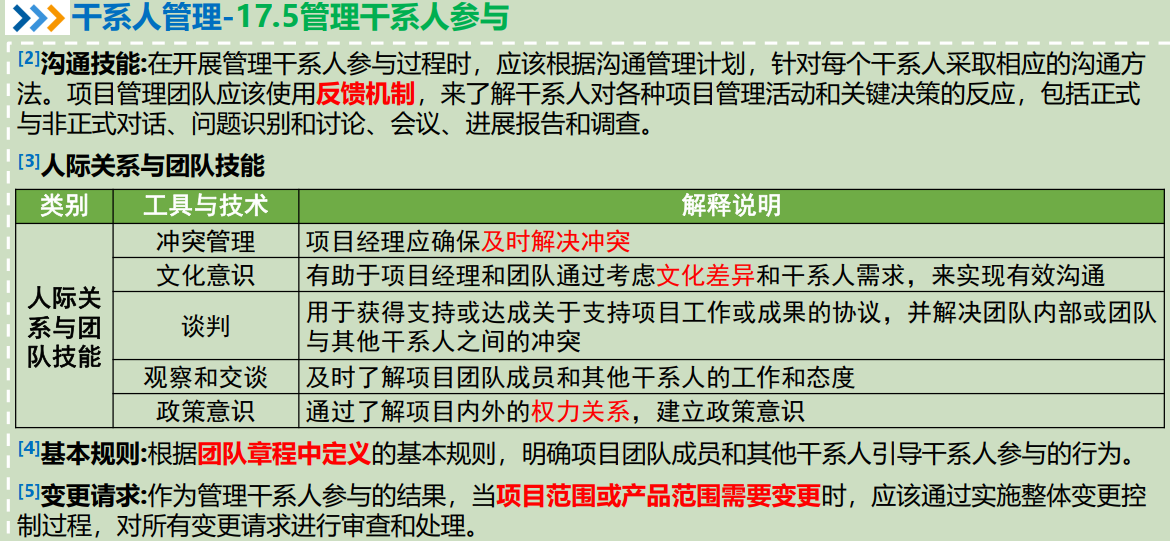 干系人管理-17.5管理干系人参与
[2]沟通技能:在开展管理干系人参与过程时，应该根据沟通管理计划，针对每个干系人采取相应的沟通方
法。项目管理团队应该使用反馈机制，来了解干系人对各种项目管理活动和关键决策的反应，包括正式
与非正式对话、问题识别和讨论、会议、进展报告和调查。
[3]人际关系与团队技能
类别 工具与技术 解释说明
人际关
系与团
队技能
冲突管理 项目经理应确保及时解决冲突
文化意识 有助于项目经理和团队通过考虑文化差异和干系人需求，来实现有效沟通
谈判 用于获得支持或达成关于支持项目工作或成果的协议，并解决团队内部或团队
与其他干系人之间的冲突
观察和交谈 及时了解项目团队成员和其他干系人的工作和态度
政策意识 通过了解项目内外的权力关系，建立政策意识
[4]基本规则:根据团队章程中定义的基本规则，明确项目团队成员和其他干系人引导干系人参与的行为。
[5]变更请求:作为管理干系人参与的结果，当项目范围或产品范围需要变更时，应该通过实施整体变更控
制过程，对所有变更请求进行审查和处理。